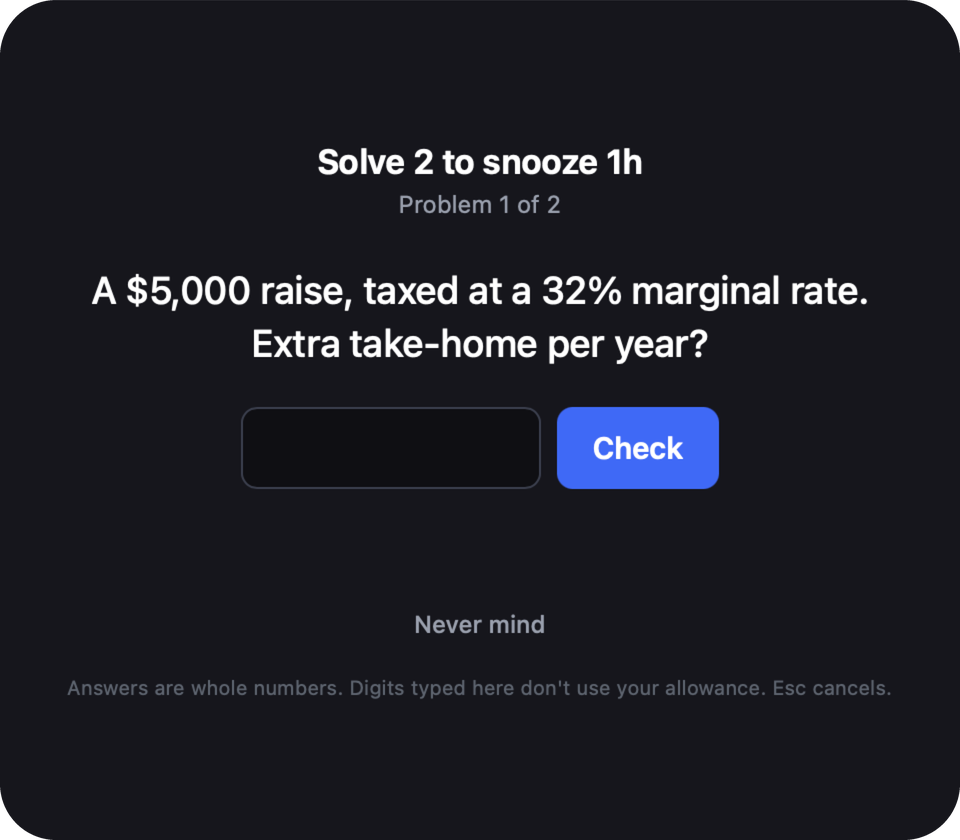 Solve 2 to snooze 1h
Problem 1 of 2
A $5,000 raise, taxed at a 32% marginal rate.
Extra take-home per year?
Check
Never mind
Answers are whole numbers. Digits typed here don't use your allowance. Esc cancels.